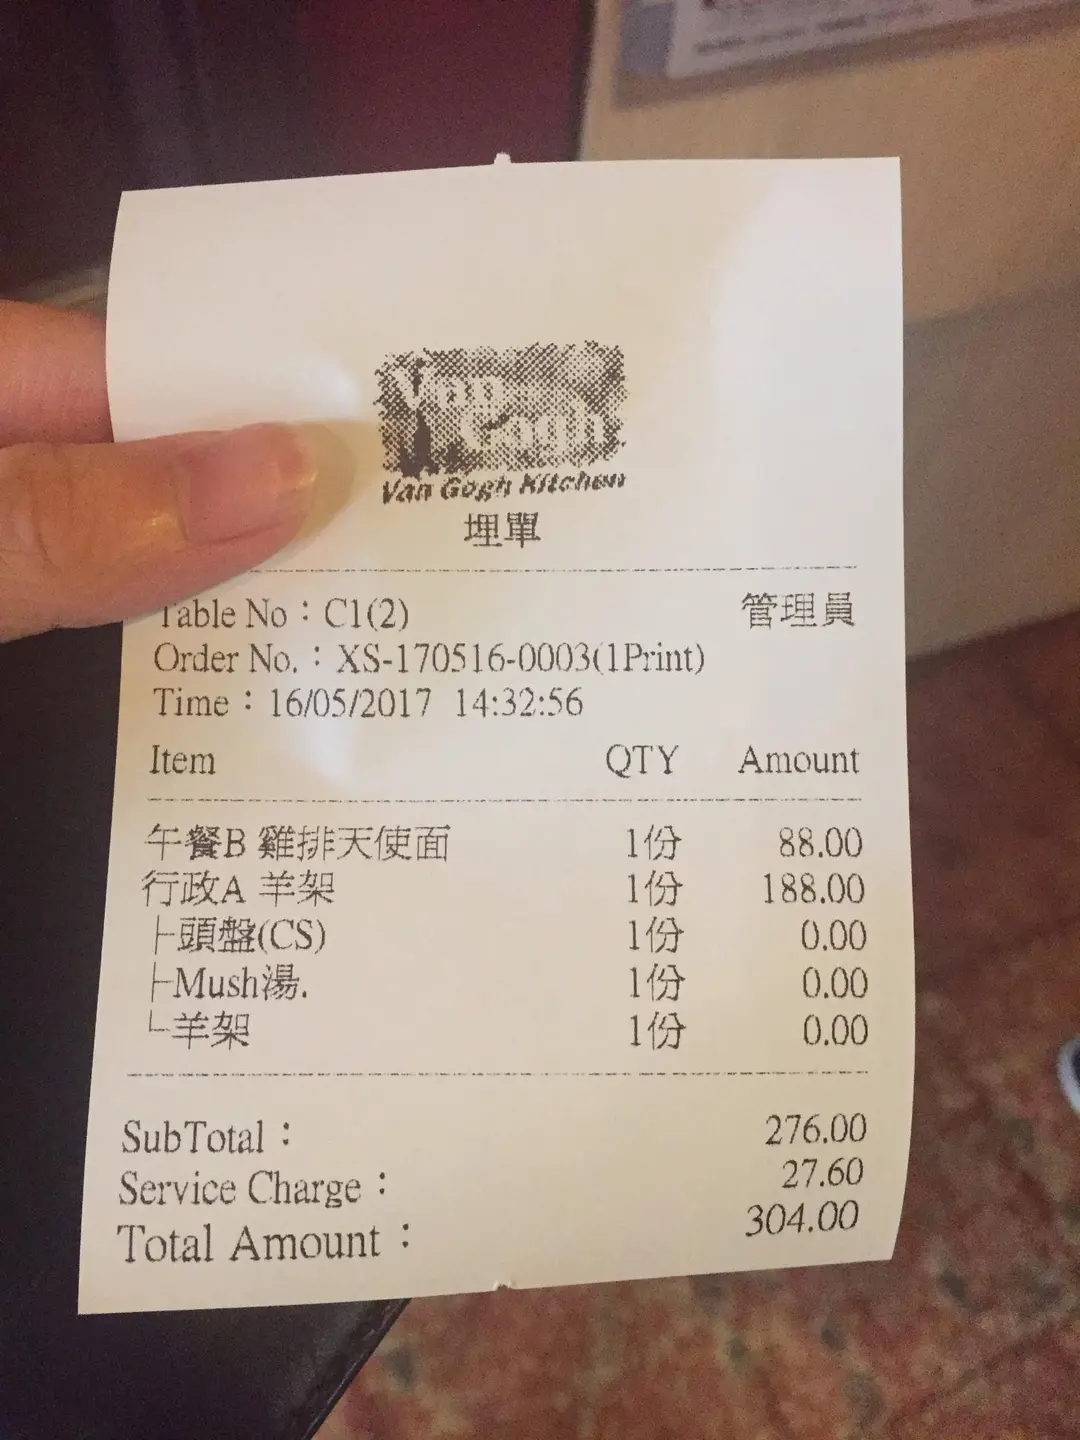 Van
Gogh
Van Gogh Kitchen
埋單
Table No：C1(2) 管理員
Order No.：XS-170516-0003(1Print)
Time：16/05/2017 14:32:56
Item QTY Amount
午餐B 雞排天使面 1份 88.00
行政A 羊架 1份 188.00
├頭盤(CS) 1份 0.00
├Mush湯. 1份 0.00
└羊架 1份 0.00
SubTotal： 276.00
Service Charge： 27.60
Total Amount： 304.00